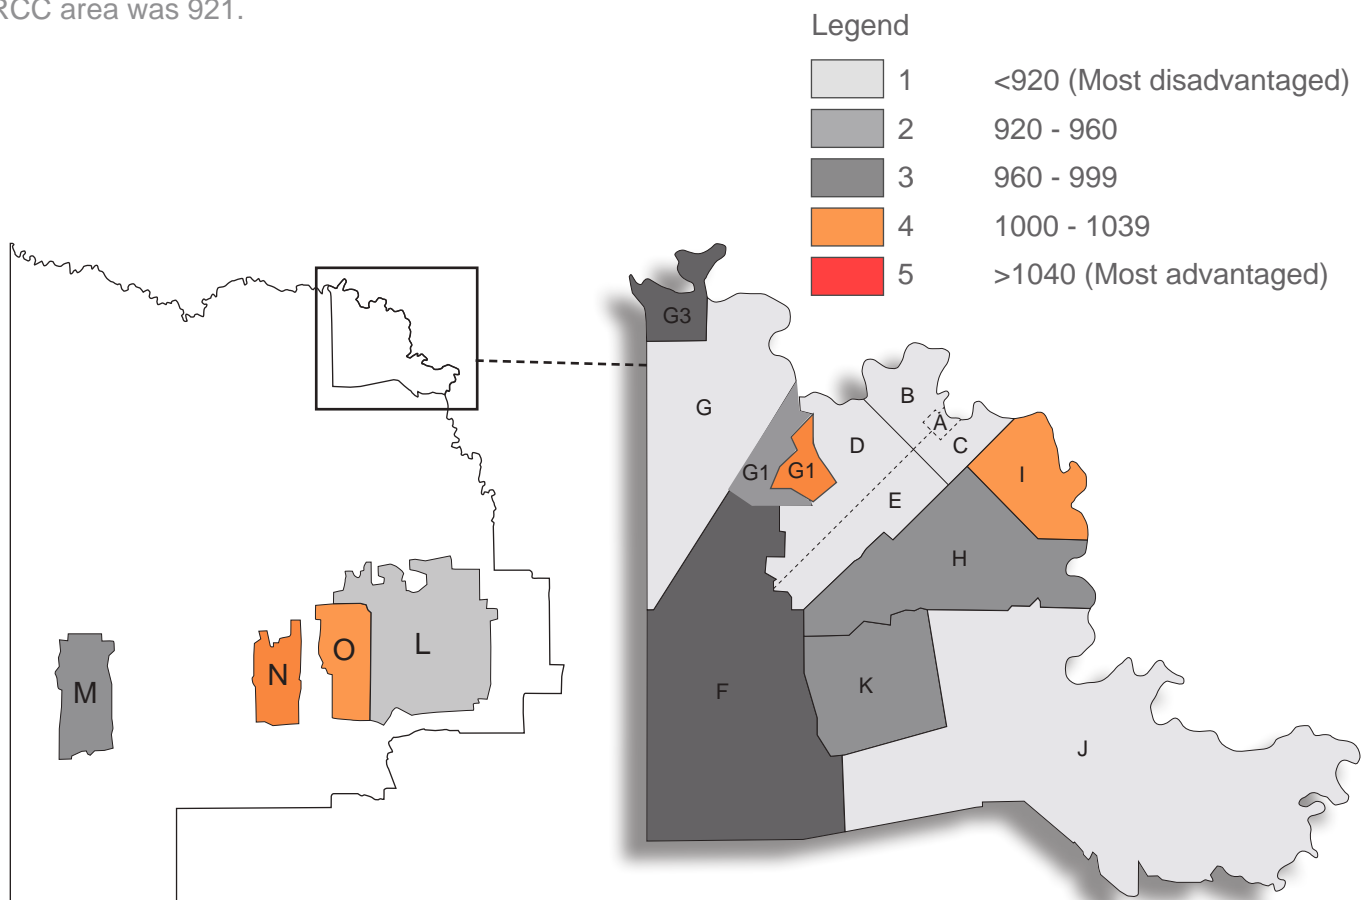 RCC area was 921.
Legend
1 <920 (Most disadvantaged)
2 920 - 960
3 960 - 999
4 1000 - 1039
5 >1040 (Most advantaged)
G3
G
B
A
D
C
G1
G1
I
E
H
F
K
J
L
O
N
M